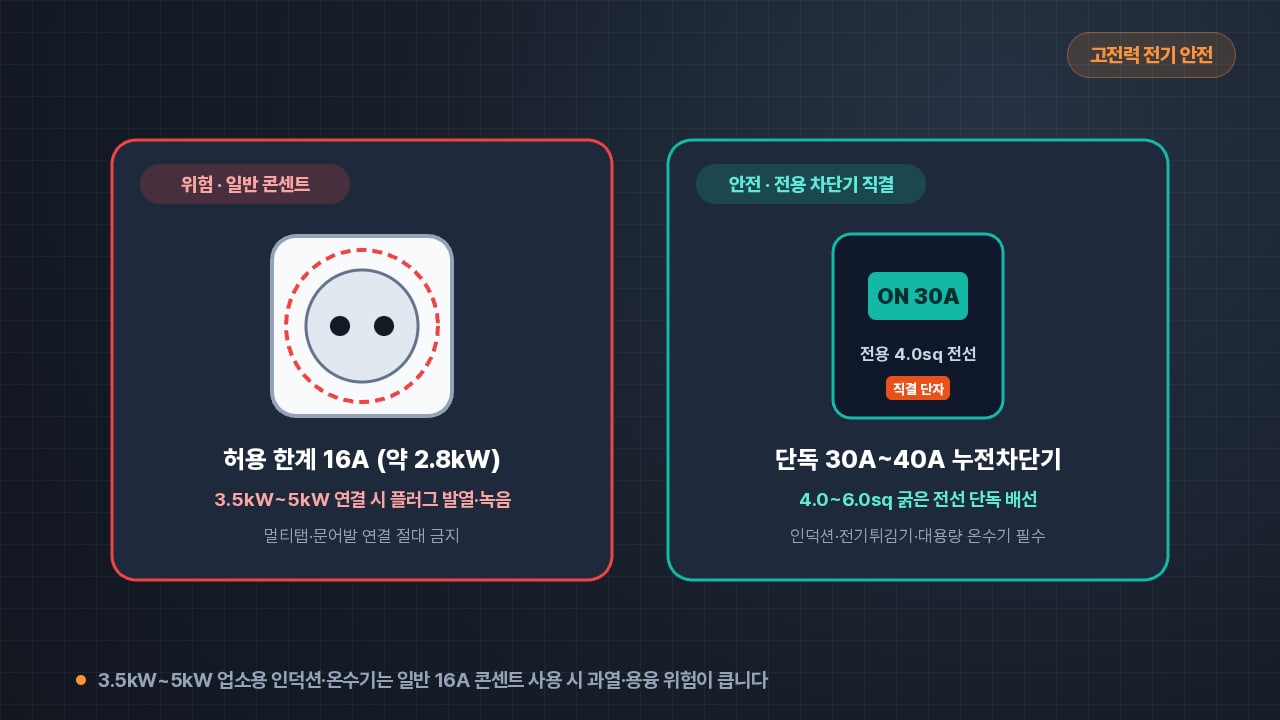 고전력 전기 안전
위험 · 일반 콘센트
허용 한계 16A (약 2.8kW)
3.5kW~5kW 연결 시 플러그 발열·녹음
멀티탭·문어발 연결 절대 금지
안전 · 전용 차단기 직결
ON 30A
전용 4.0sq 전선
직결 단자
단독 30A~40A 누전차단기
4.0~6.0sq 굵은 전선 단독 배선
인덕션·전기튀김기·대용량 온수기 필수
3.5kW~5kW 업소용 인덕션·온수기는 일반 16A 콘센트 사용 시 과열·용융 위험이 큽니다